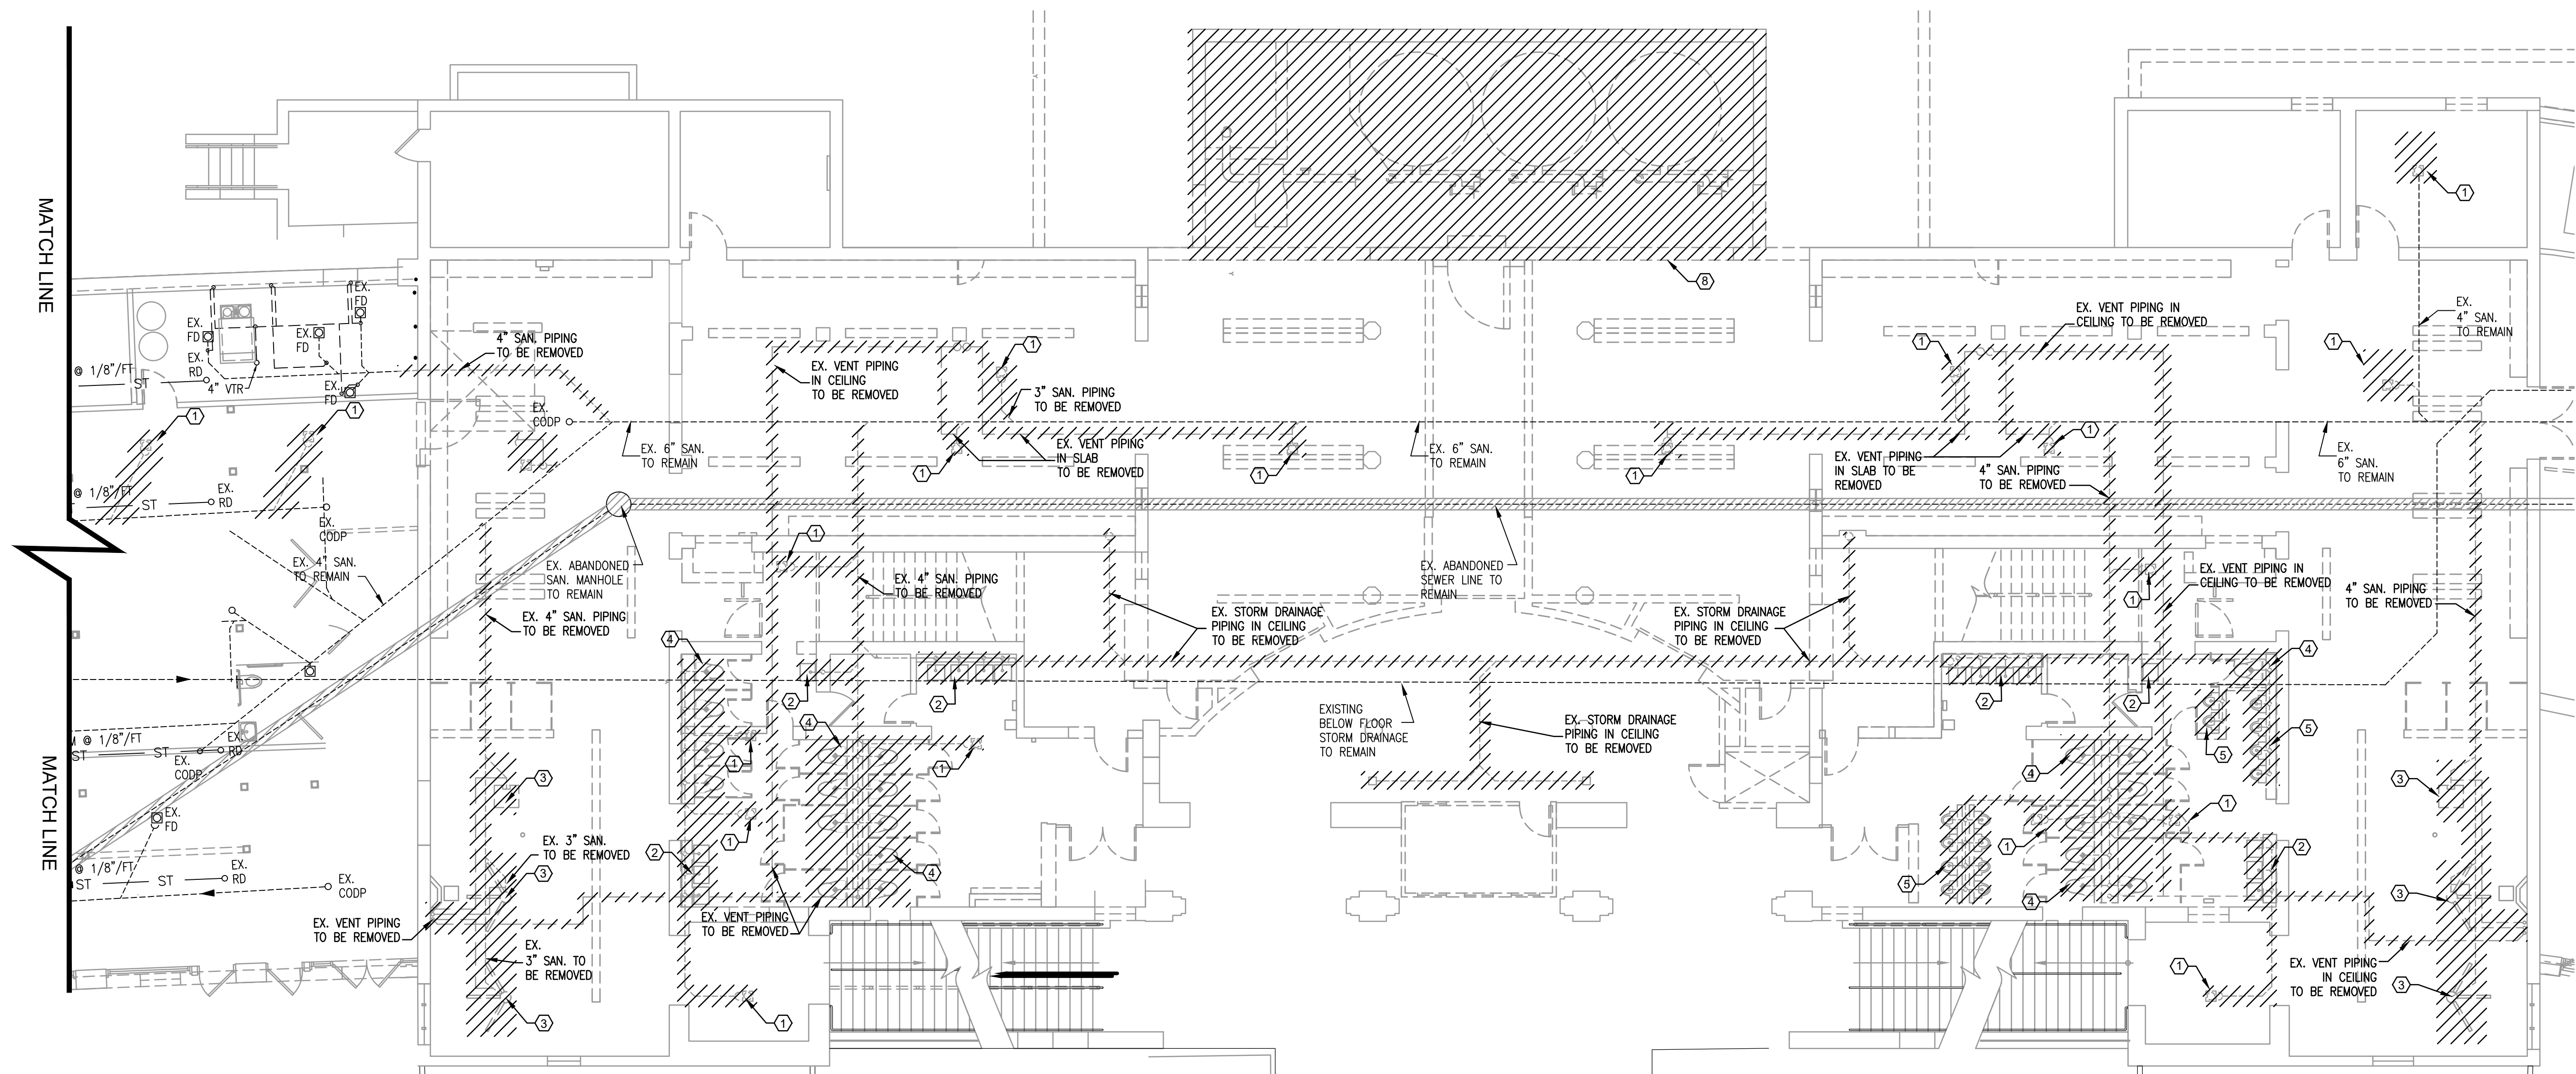 MATCH LINE
MATCH LINE
EX.
FD
EX.
FD
EX.
FD
EX.
RD
EX.
FD
4" VTR
@ 1/8"/FT
ST
1
1
4" SAN. PIPING
TO BE REMOVED
EX.
CODP
EX. 6" SAN.
TO REMAIN
@ 1/8"/FT
ST
EX.
RD
EX.
CODP
EX. 4" SAN.
TO REMAIN
EX. ABANDONED
SAN. MANHOLE
TO REMAIN
EX. 4" SAN. PIPING
TO BE REMOVED
M @ 1/8"/FT
ST
ST
EX.
RD
EX.
CODP
EX.
FD
@ 1/8"/FT
ST
ST
EX.
RD
EX.
CODP
EX. VENT PIPING
TO BE REMOVED
3
EX. 3" SAN.
TO BE REMOVED
3
EX.
3" SAN. TO
BE REMOVED
3
EX. VENT PIPING
IN CEILING
TO BE REMOVED
1
3" SAN. PIPING
TO BE REMOVED
EX. VENT PIPING
IN SLAB
TO BE REMOVED
1
1
1
EX. 4" SAN. PIPING
TO BE REMOVED
4
2
2
4
1
1
1
2
4
EX. VENT PIPING
TO BE REMOVED
1
8
EX. 6" SAN.
TO REMAIN
EX. ABANDONED
SEWER LINE TO
REMAIN
EX. STORM DRAINAGE
PIPING IN CEILING
TO BE REMOVED
EX. STORM DRAINAGE
PIPING IN CEILING
TO BE REMOVED
EXISTING
BELOW FLOOR
STORM DRAINAGE
TO REMAIN
EX. STORM DRAINAGE
PIPING IN CEILING
TO BE REMOVED
1
EX. VENT PIPING IN
CEILING TO BE REMOVED
1
1
EX. VENT PIPING
IN SLAB TO BE
REMOVED
4" SAN. PIPING
TO BE REMOVED
1
1
EX.
4" SAN.
TO REMAIN
EX.
6" SAN.
TO REMAIN
EX. VENT PIPING IN
CEILING TO BE REMOVED
1
4" SAN. PIPING
TO BE REMOVED
4
2
2
5
5
4
3
1
1
2
5
4
3
EX. VENT PIPING
IN CEILING
TO BE REMOVED
1
3